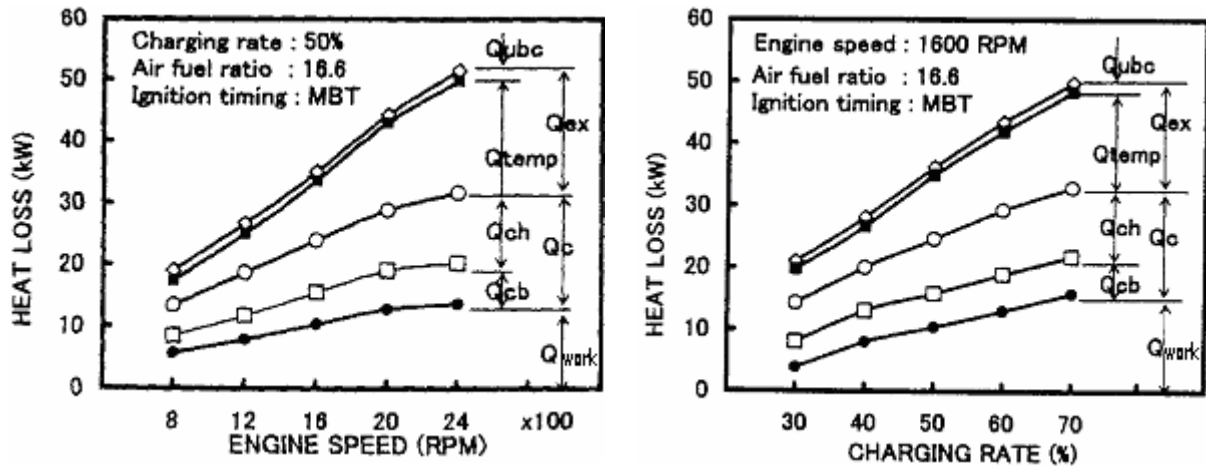 60
50
40
30
20
10
0
HEAT LOSS (kW)
Charging rate : 50%
Air fuel ratio : 16.6
Ignition timing : MBT
Qubc
Qex
Qtemp
Qch
Qc
Qcb
Qwork
8 12 16 20 24 x100
ENGINE SPEED (RPM)
60
50
40
30
20
10
0
HEAT LOSS (kW)
Engine speed : 1600 RPM
Air fuel ratio : 16.6
Ignition timing : MBT
Qubc
Qex
Qtemp
Qch
Qc
Qcb
Qwork
30 40 50 60 70
CHARGING RATE (%)